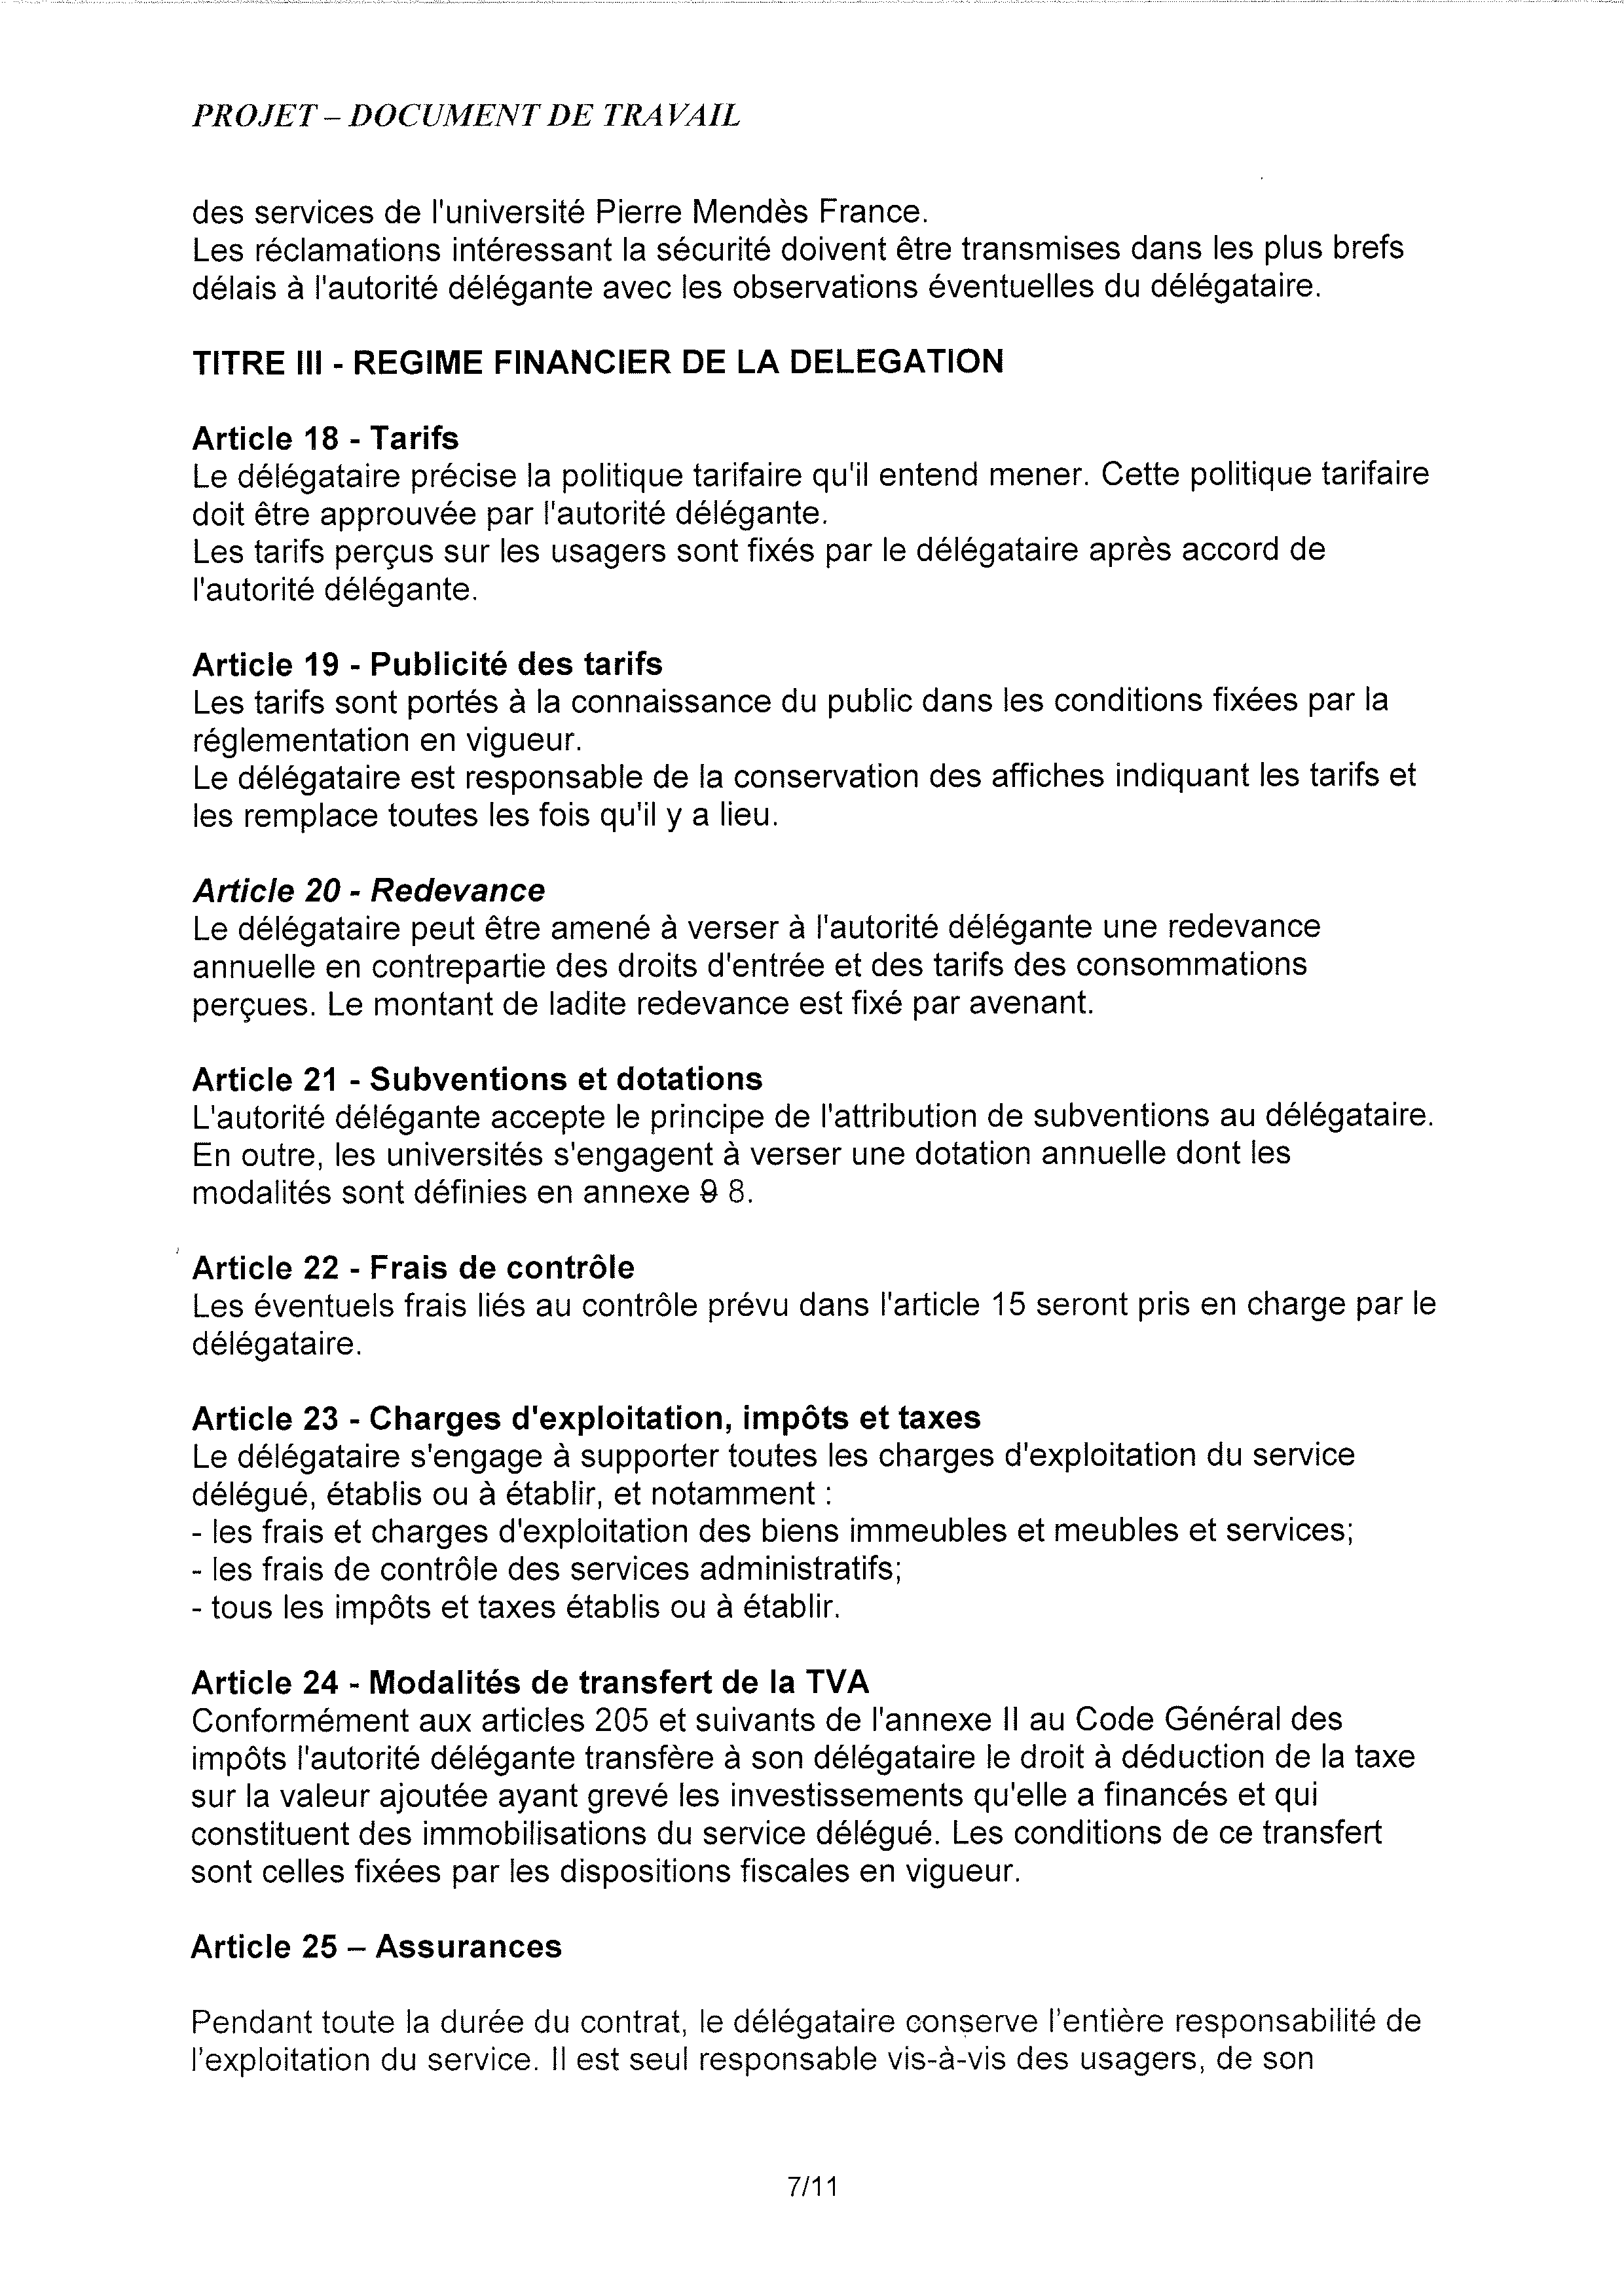 PROJET – DOCUMENT DE TRAVAIL
des services de l'université Pierre Mendès France.
Les réclamations intéressant la sécurité doivent être transmises dans les plus brefs
délais à l'autorité délégante avec les observations éventuelles du délégataire.
TITRE III - REGIME FINANCIER DE LA DELEGATION
Article 18 - Tarifs
Le délégataire précise la politique tarifaire qu'il entend mener. Cette politique tarifaire
doit être approuvée par l'autorité délégante.
Les tarifs perçus sur les usagers sont fixés par le délégataire après accord de
l'autorité délégante.
Article 19 - Publicité des tarifs
Les tarifs sont portés à la connaissance du public dans les conditions fixées par la
réglementation en vigueur.
Le délégataire est responsable de la conservation des affiches indiquant les tarifs et
les remplace toutes les fois qu'il y a lieu.
Article 20 - Redevance
Le délégataire peut être amené à verser à l'autorité délégante une redevance
annuelle en contrepartie des droits d'entrée et des tarifs des consommations
perçues. Le montant de ladite redevance est fixé par avenant.
Article 21 - Subventions et dotations
L'autorité délégante accepte le principe de l'attribution de subventions au délégataire.
En outre, les universités s'engagent à verser une dotation annuelle dont les
modalités sont définies en annexe 9 8.
Article 22 - Frais de contrôle
Les éventuels frais liés au contrôle prévu dans l'article 15 seront pris en charge par le
délégataire.
Article 23 - Charges d'exploitation, impôts et taxes
Le délégataire s'engage à supporter toutes les charges d'exploitation du service
délégué, établis ou à établir, et notamment :
- les frais et charges d'exploitation des biens immeubles et meubles et services;
- les frais de contrôle des services administratifs;
- tous les impôts et taxes établis ou à établir.
Article 24 - Modalités de transfert de la TVA
Conformément aux articles 205 et suivants de l'annexe II au Code Général des
impôts l'autorité délégante transfère à son délégataire le droit à déduction de la taxe
sur la valeur ajoutée ayant grevé les investissements qu'elle a financés et qui
constituent des immobilisations du service délégué. Les conditions de ce transfert
sont celles fixées par les dispositions fiscales en vigueur.
Article 25 – Assurances
Pendant toute la durée du contrat, le délégataire conserve l'entière responsabilité de
l'exploitation du service. Il est seul responsable vis-à-vis des usagers, de son
7/11